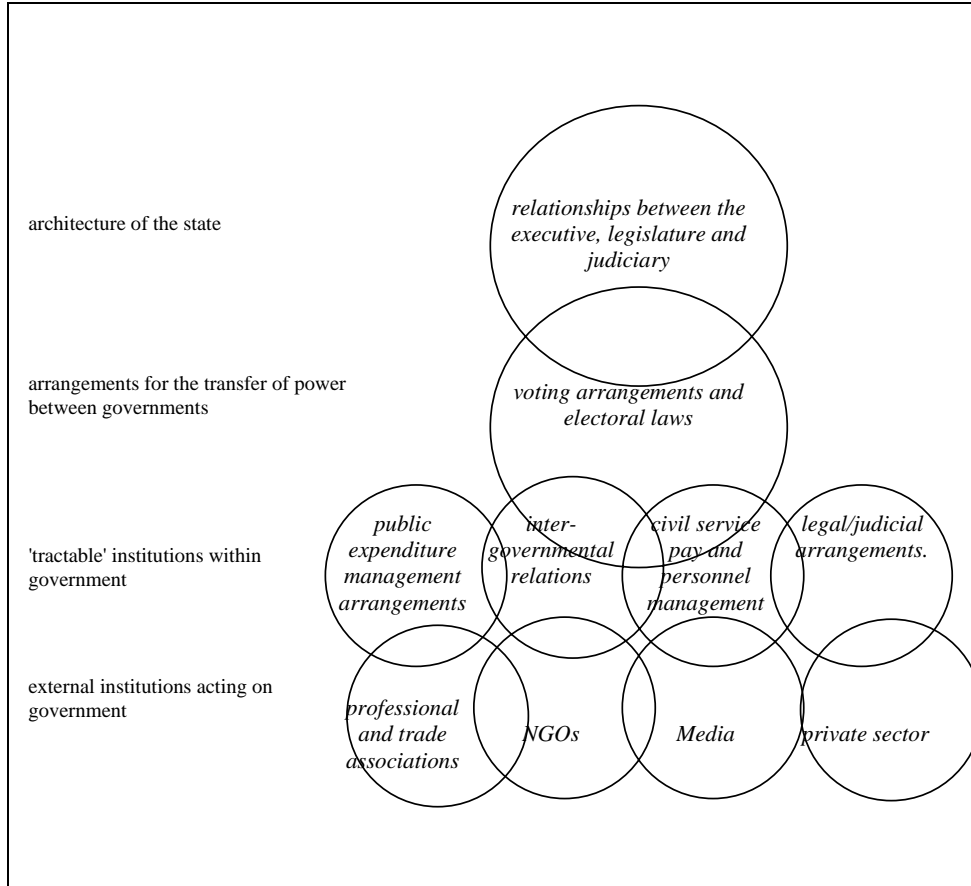 architecture of the state
relationships between the
executive, legislature and
judiciary
arrangements for the transfer of power
between governments
voting arrangements and
electoral laws
'tractable' institutions within
government
public
expenditure
management
arrangements
inter-
governmental
relations
civil service
pay and
personnel
management
legal/judicial
arrangements.
external institutions acting on
government
professional
and trade
associations
NGOs
Media
private sector